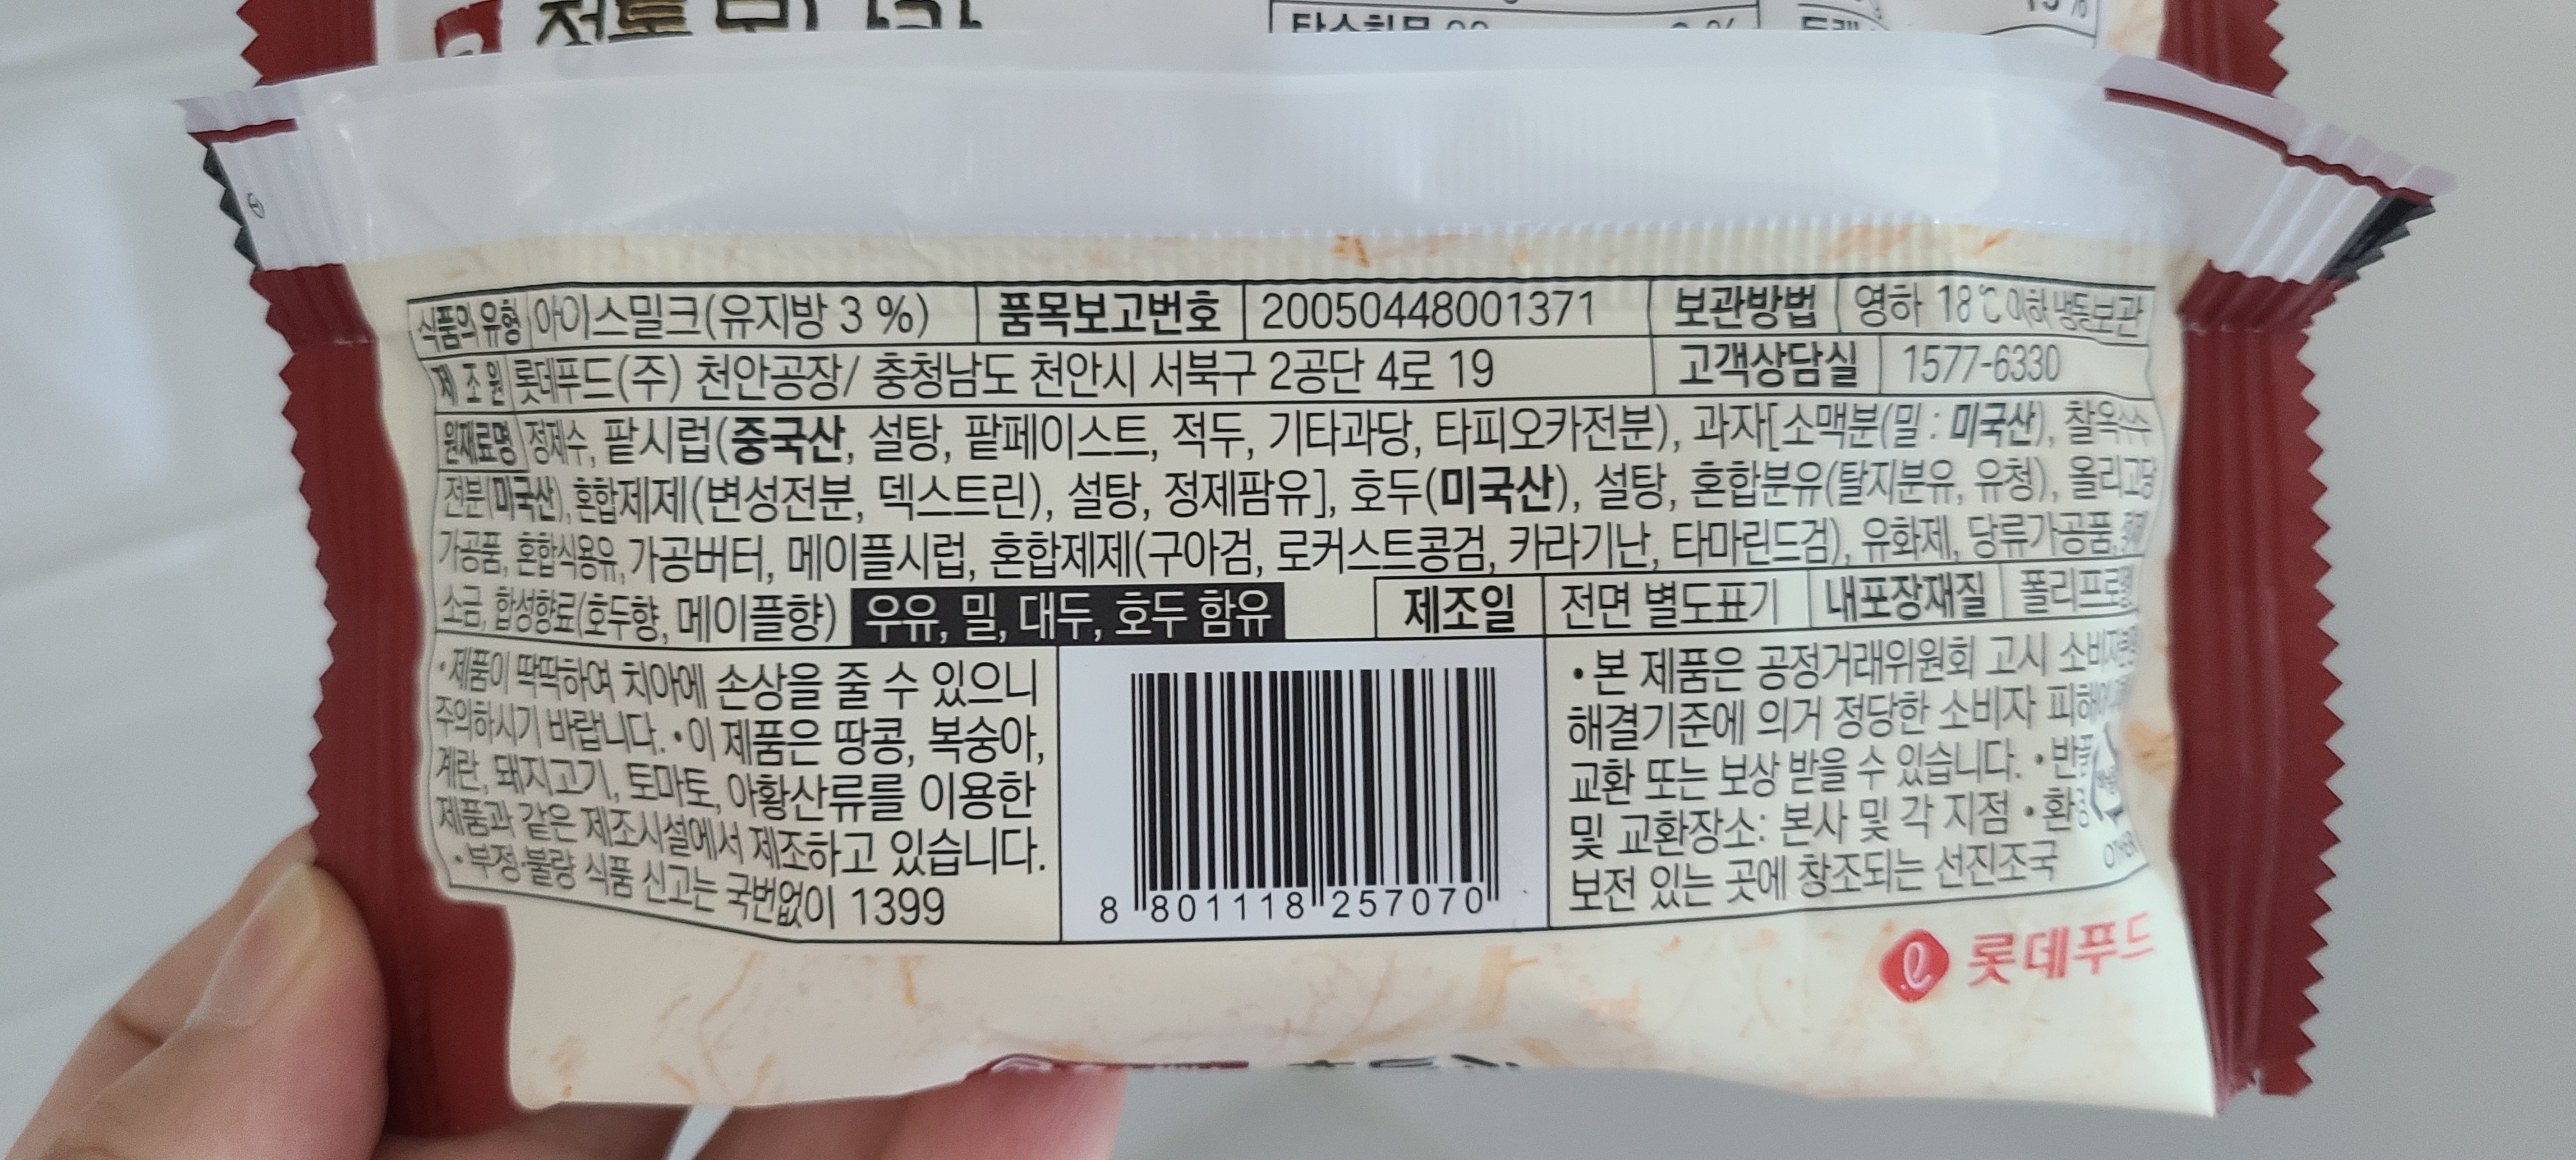 식품의 유형 아이스밀크(유지방 3 %) 품목보고번호 20050448001371 보관방법 영하 18℃이하 냉동보관
제 조 원 롯데푸드(주) 천안공장/ 충청남도 천안시 서북구 2공단 4로 19 고객상담실 1577-6330
원재료명 정제수, 팥시럽(중국산, 설탕, 팥페이스트, 적두, 기타과당, 타피오카전분), 과자[소맥분(밀 : 미국산), 찰옥수수
전분(미국산), 혼합제제(변성전분, 덱스트린), 설탕, 정제팜유], 호두(미국산), 설탕, 혼합분유(탈지분유, 유청), 올리고당
가공품, 혼합식용유, 가공버터, 메이플시럽, 혼합제제(구아검, 로커스트콩검, 카라기난, 타마린드검), 유화제, 당류가공품,
소금, 합성향료(호두향, 메이플향) 우유, 밀, 대두, 호두 함유 제조일 전면 별도표기 내포장재질
•제품이 딱딱하여 치아에 손상을 줄 수 있으니
주의하시기 바랍니다. •이 제품은 땅콩, 복숭아,
계란, 돼지고기, 토마토, 아황산류를 이용한
제품과 같은 제조시설에서 제조하고 있습니다.
•부정·불량 식품 신고는 국번없이 1399
8 801118 257070
•본 제품은 공정거래위원회 고시
해결기준에 의거 정당한 소비자
교환 또는 보상 받을 수 있습니다. •
및 교환장소: 본사 및 각 지점 •
보전 있는 곳에 창조되는 선진조국
OTHER
롯데푸드